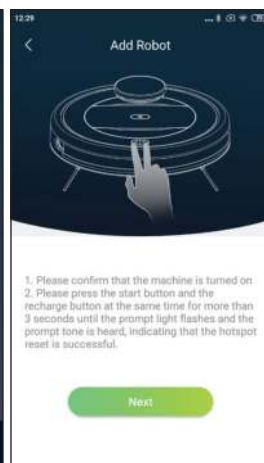 12:29
Add Robot
1. Please confirm that the machine is turned on
2. Please press the start button and the
recharge button at the same time for more than
3 seconds until the prompt light flashes and the
prompt tone is heard, indicating that the hotspot
reset is successful.
Next